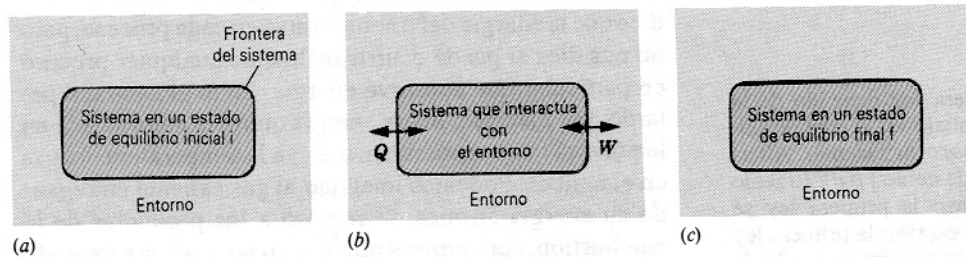 Frontera
del sistema
Sistema en un estado
de equilibrio inicial i
Entorno
(a)
Sistema que interactúa
con
el entorno
Q
W
Entorno
(b)
Sistema en un estado
de equilibrio final f
Entorno
(c)